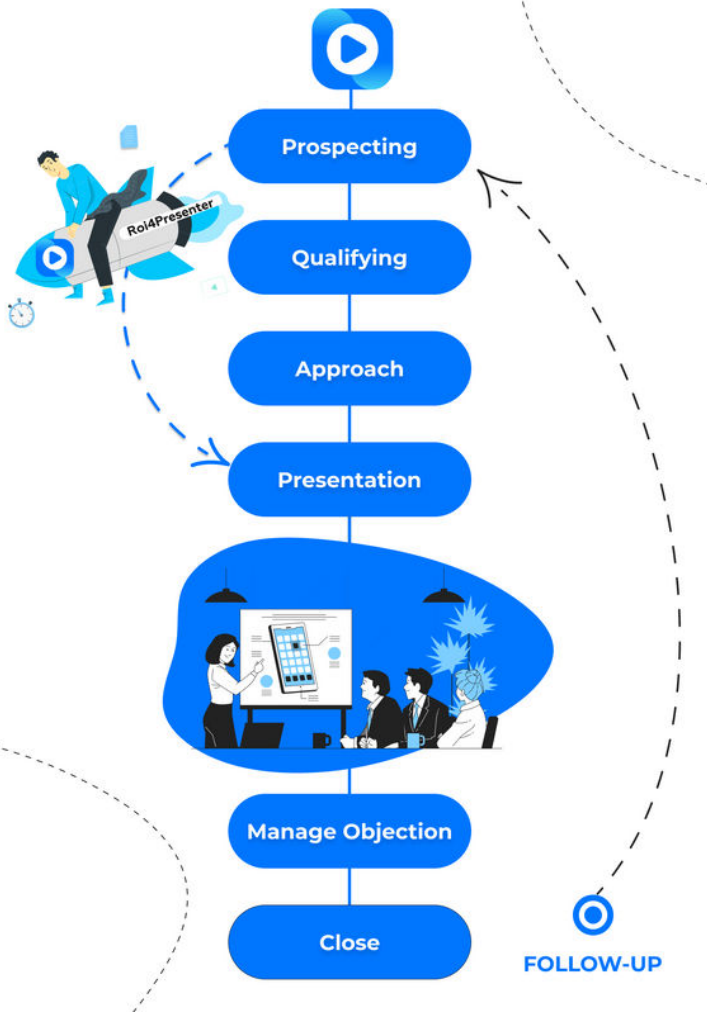 Prospecting
Roi4Presenter
Qualifying
Approach
Presentation
Manage Objection
Close
FOLLOW-UP